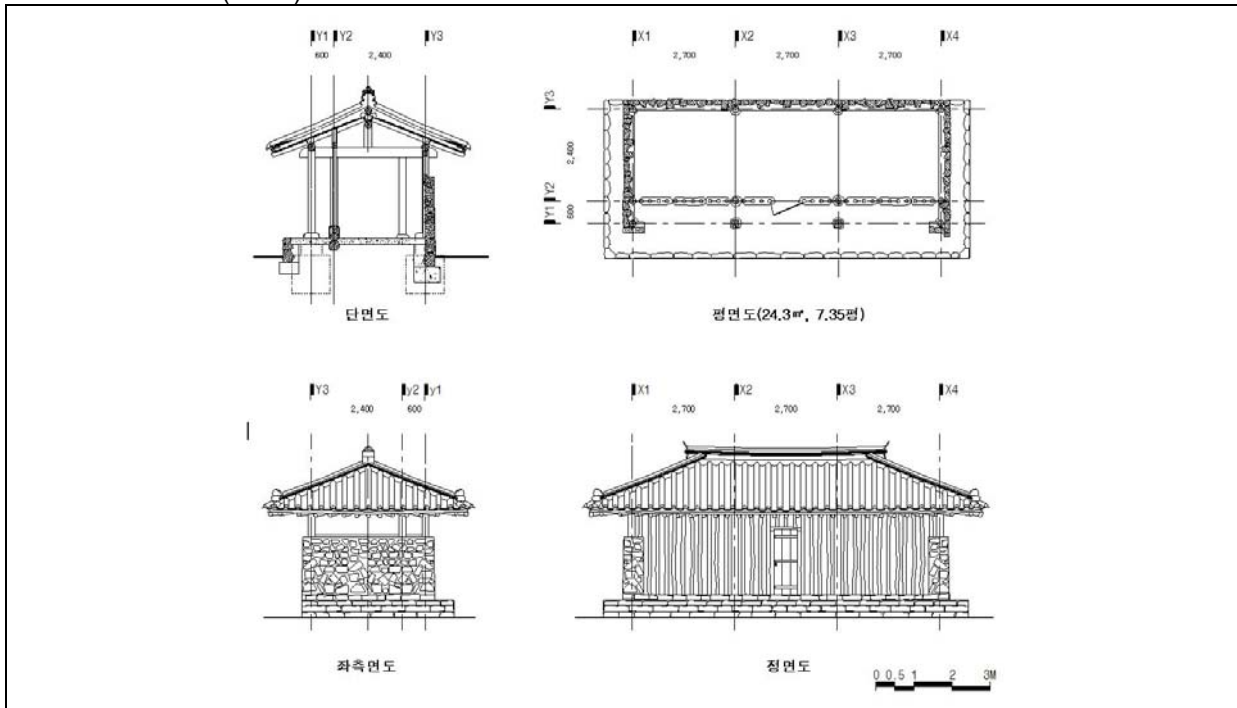 Y1 Y2 Y3
600 2,400
단면도
X1 X2 X3 X4
2,700 2,700 2,700
Y3
2,400
Y1 Y2
600
평면도(24.3㎡, 7.35평)
Y3 y2 y1
2,400 600
좌측면도
X1 X2 X3 X4
2,700 2,700 2,700
정면도
0 0.5 1 2 3M